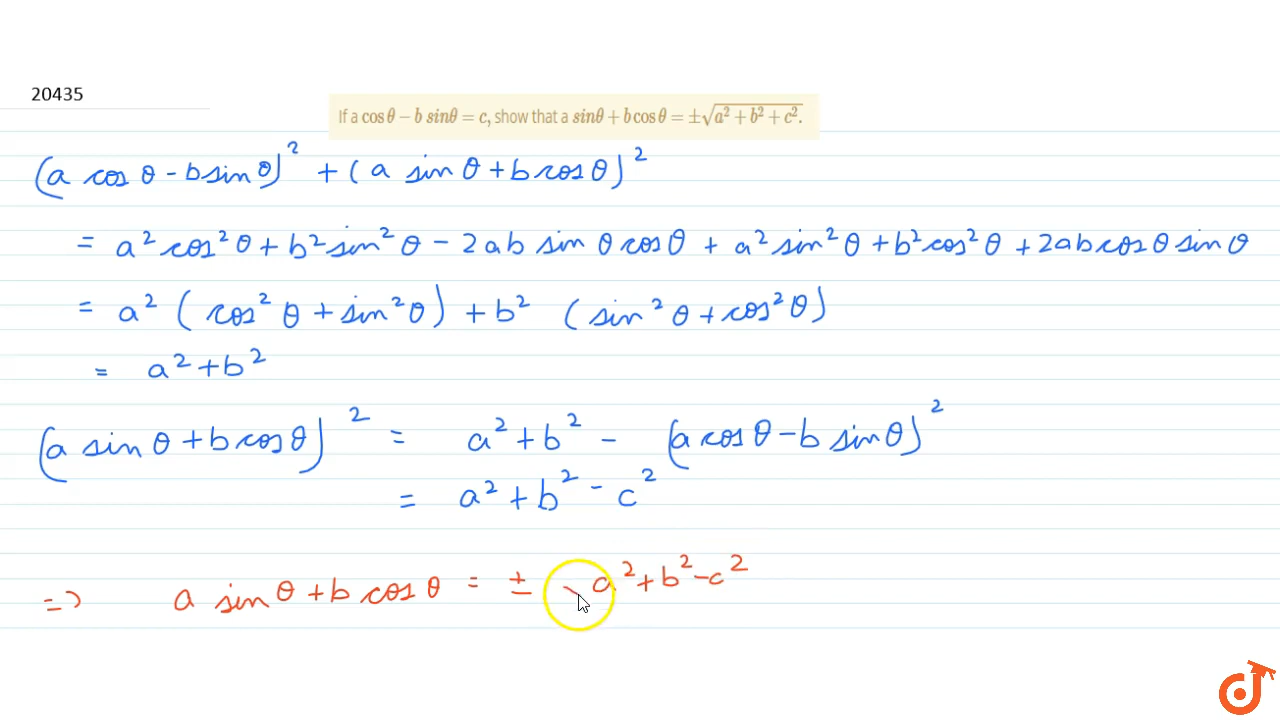 20435
If a cos θ − b sinθ = c, show that a sinθ + b cos θ = ±√a² + b² + c².
(a cos θ - b sin θ)² + (a sin θ + b cos θ)²
= a² cos² θ + b² sin² θ - 2ab sin θ cos θ + a² sin² θ + b² cos² θ + 2ab cos θ sin θ
= a² (cos² θ + sin² θ) + b² (sin² θ + cos² θ)
= a² + b²
(a sin θ + b cos θ)² = a² + b² - (a cos θ - b sin θ)²
= a² + b² - c²
=> a sin θ + b cos θ = ± a² + b² - c²